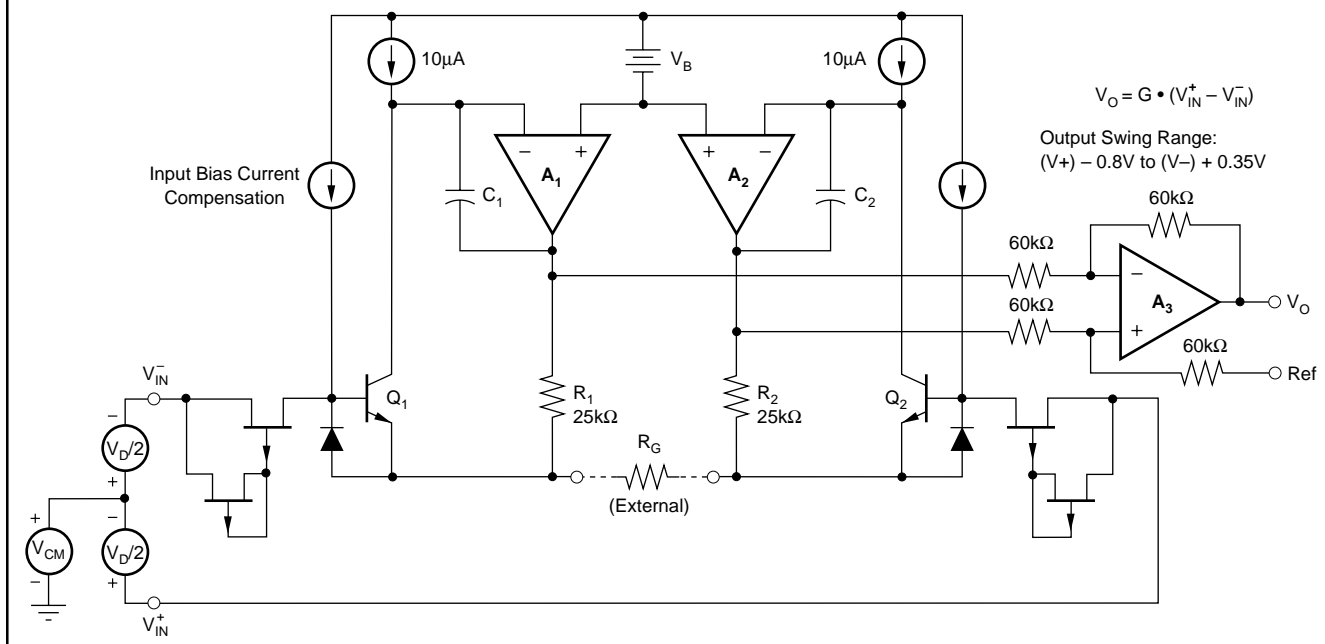 10µA
V_B
10µA
V_O = G • (V_IN^+ – V_IN^–)
Output Swing Range:
(V+) – 0.8V to (V–) + 0.35V
Input Bias Current
Compensation
C_1
–
+
A_1
+
–
A_2
C_2
60kΩ
60kΩ
–
A_3
V_O
60kΩ
+
60kΩ
Ref
V_IN^–
Q_1
R_1
25kΩ
R_2
25kΩ
Q_2
R_G
(External)
–
V_D/2
+
+
V_CM
–
–
V_D/2
+
V_IN^+